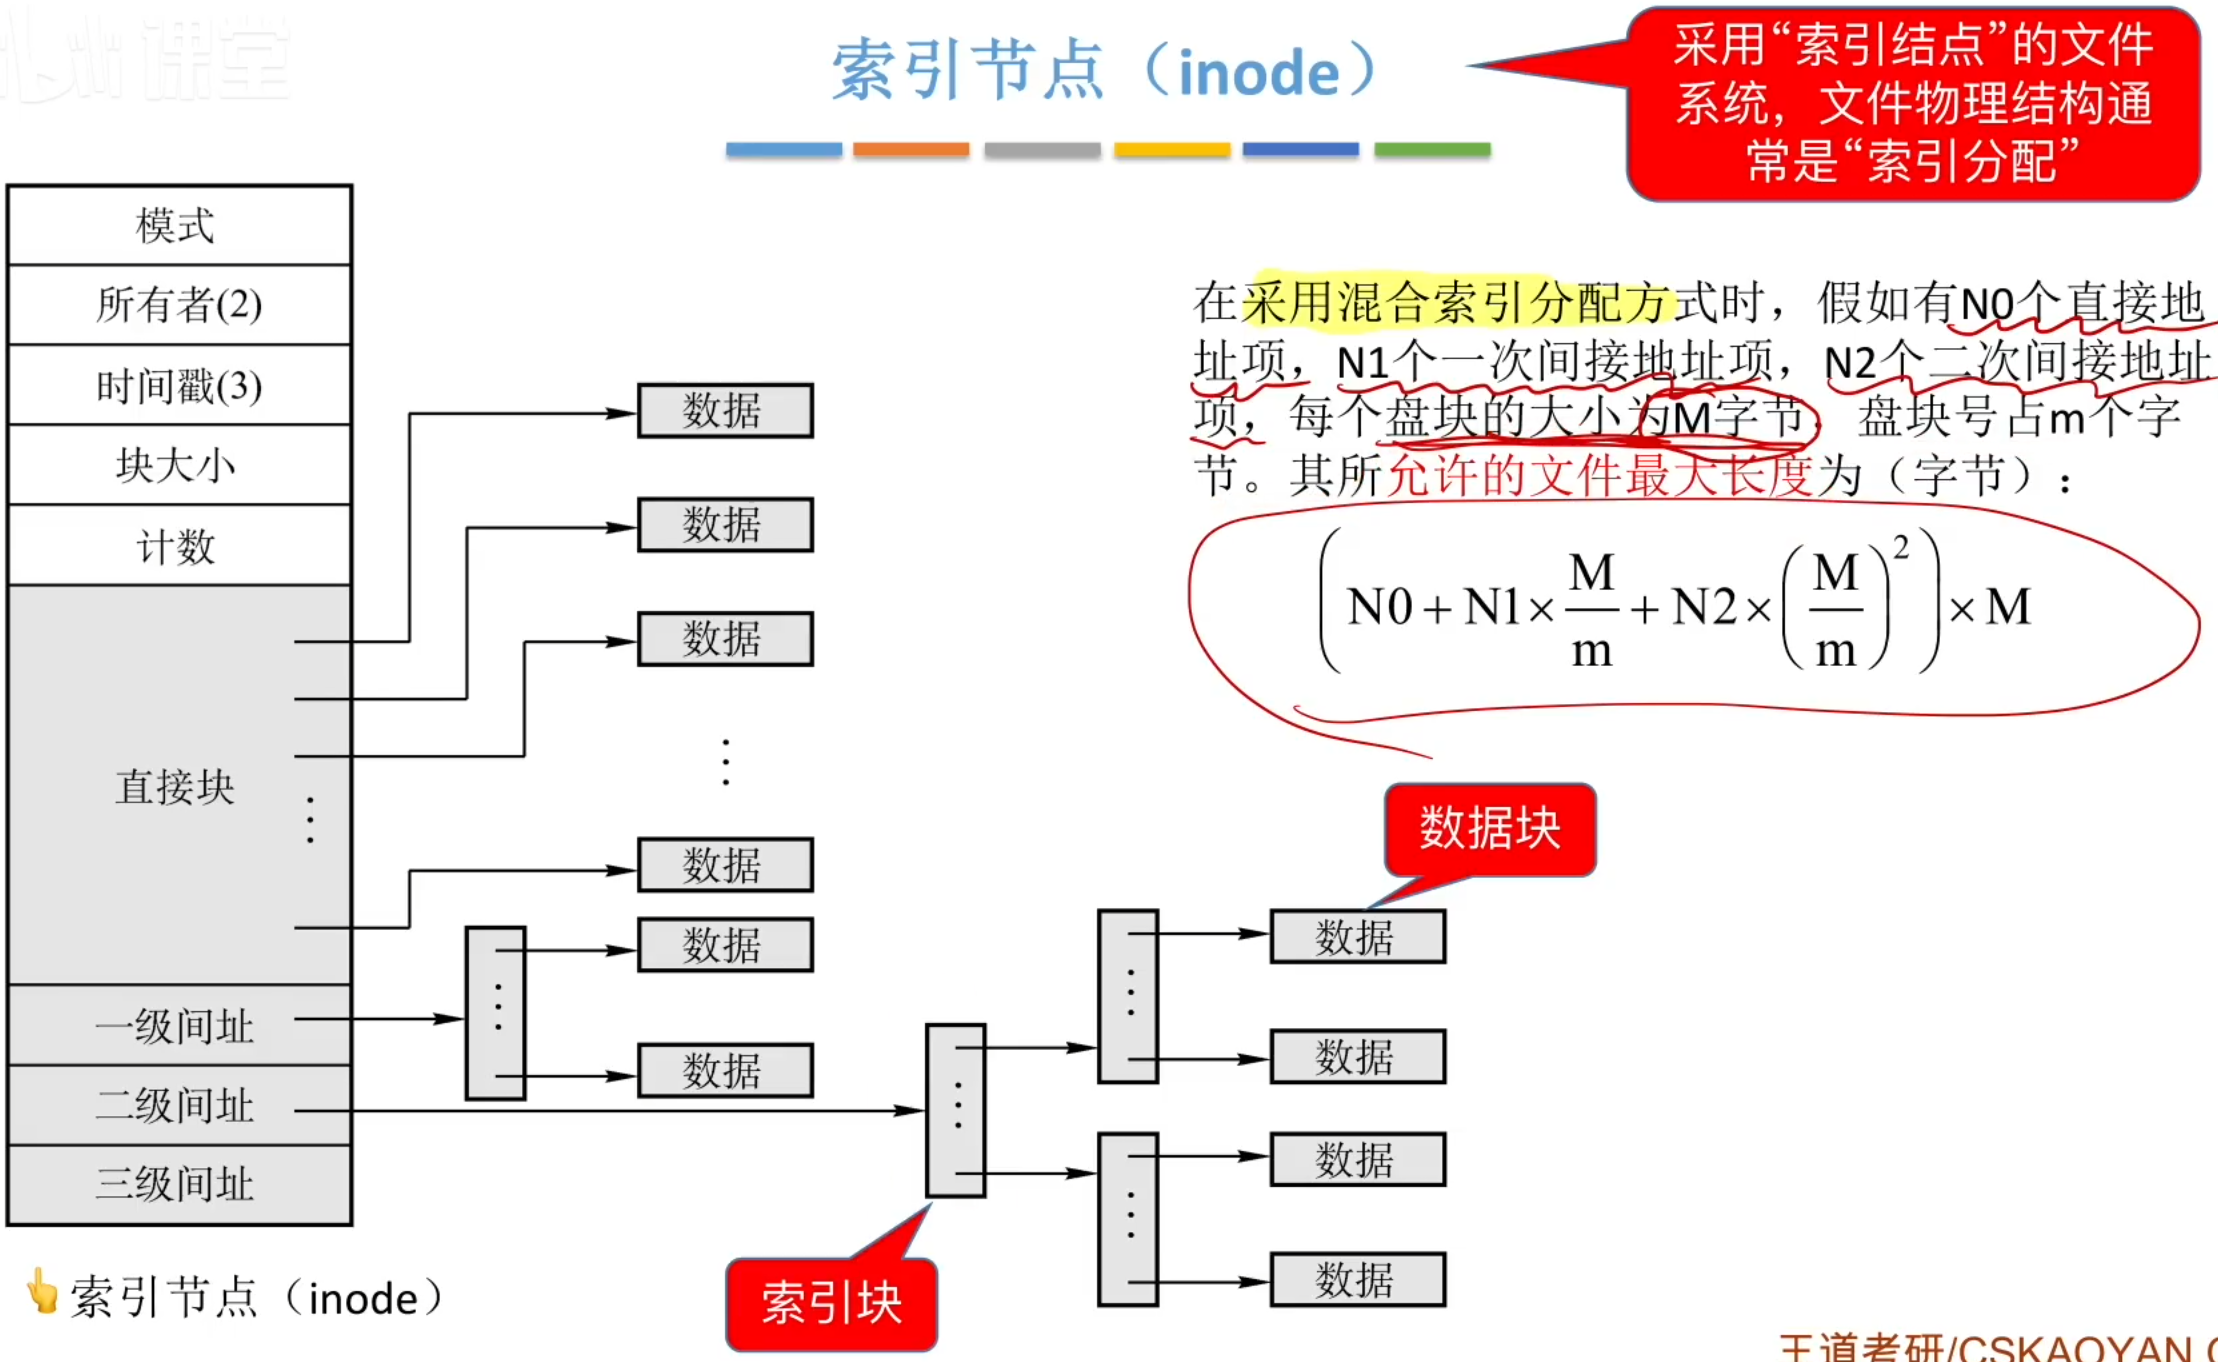 课堂
索引节点（inode）
采用“索引结点”的文件
系统，文件物理结构通
常是“索引分配”
模式
所有者(2)
时间戳(3)
块大小
计数
直接块
一级间址
二级间址
三级间址
数据
数据
数据
数据
数据
数据
在采用混合索引分配方式时，假如有N0个直接地
址项，N1个一次间接地址项，N2个二次间接地址
项，每个盘块的大小为M字节，盘块号占m个字
节。其所允许的文件最大长度为（字节）：
(N0+N1×M/m+N2×(M/m)²)×M
数据块
数据
数据
数据
数据
索引块
👆索引节点（inode）
王道考研/CSKAOYAN.